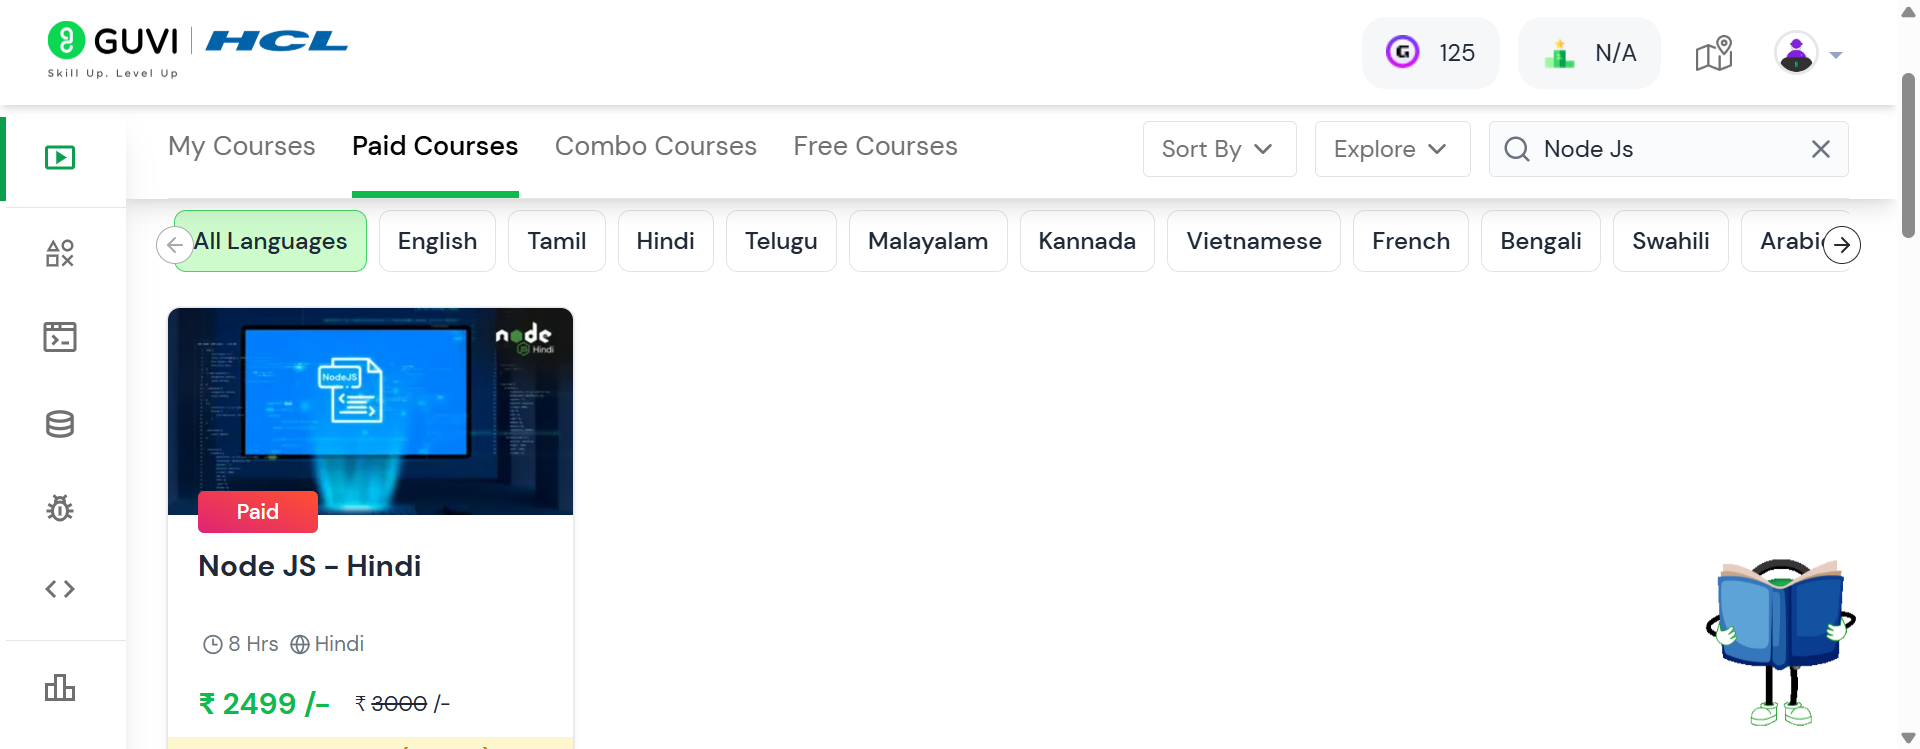 GUVI HCL
Skill Up. Level Up
125
N/A
My Courses Paid Courses Combo Courses Free Courses
Sort By Explore Node Js
All Languages English Tamil Hindi Telugu Malayalam Kannada Vietnamese French Bengali Swahili
node
Hindi
NodeJS
Paid
Node JS - Hindi
8 Hrs Hindi
₹ 2499 /- ₹ 3000 /-